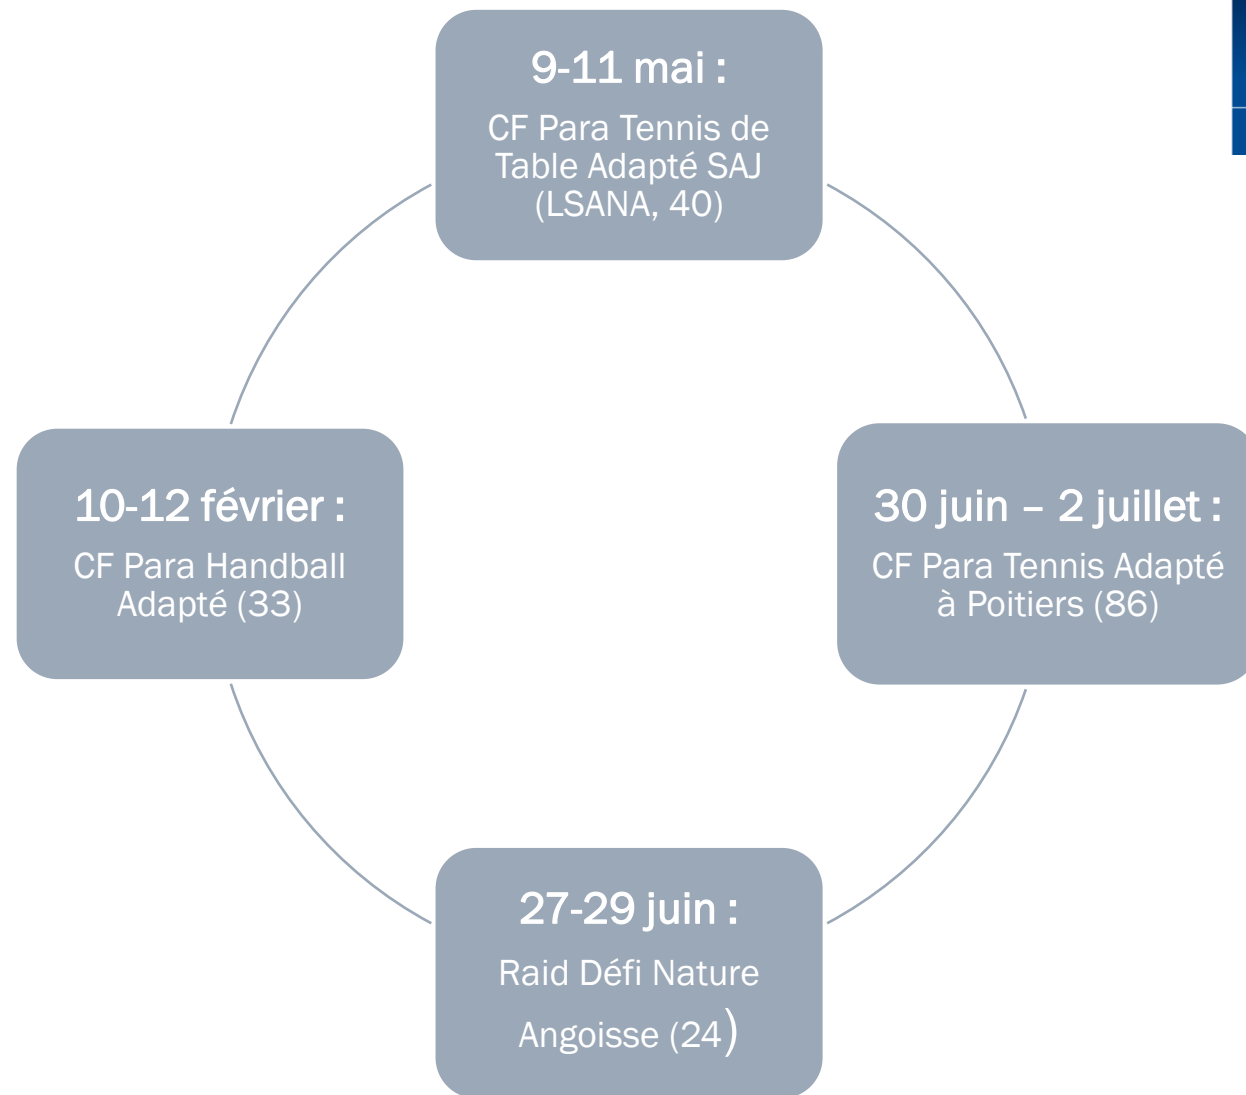 9-11 mai :
CF Para Tennis de
Table Adapté SAJ
(LSANA, 40)
10-12 février :
CF Para Handball
Adapté (33)
30 juin – 2 juillet :
CF Para Tennis Adapté
à Poitiers (86)
27-29 juin :
Raid Défi Nature
Angoisse (24)